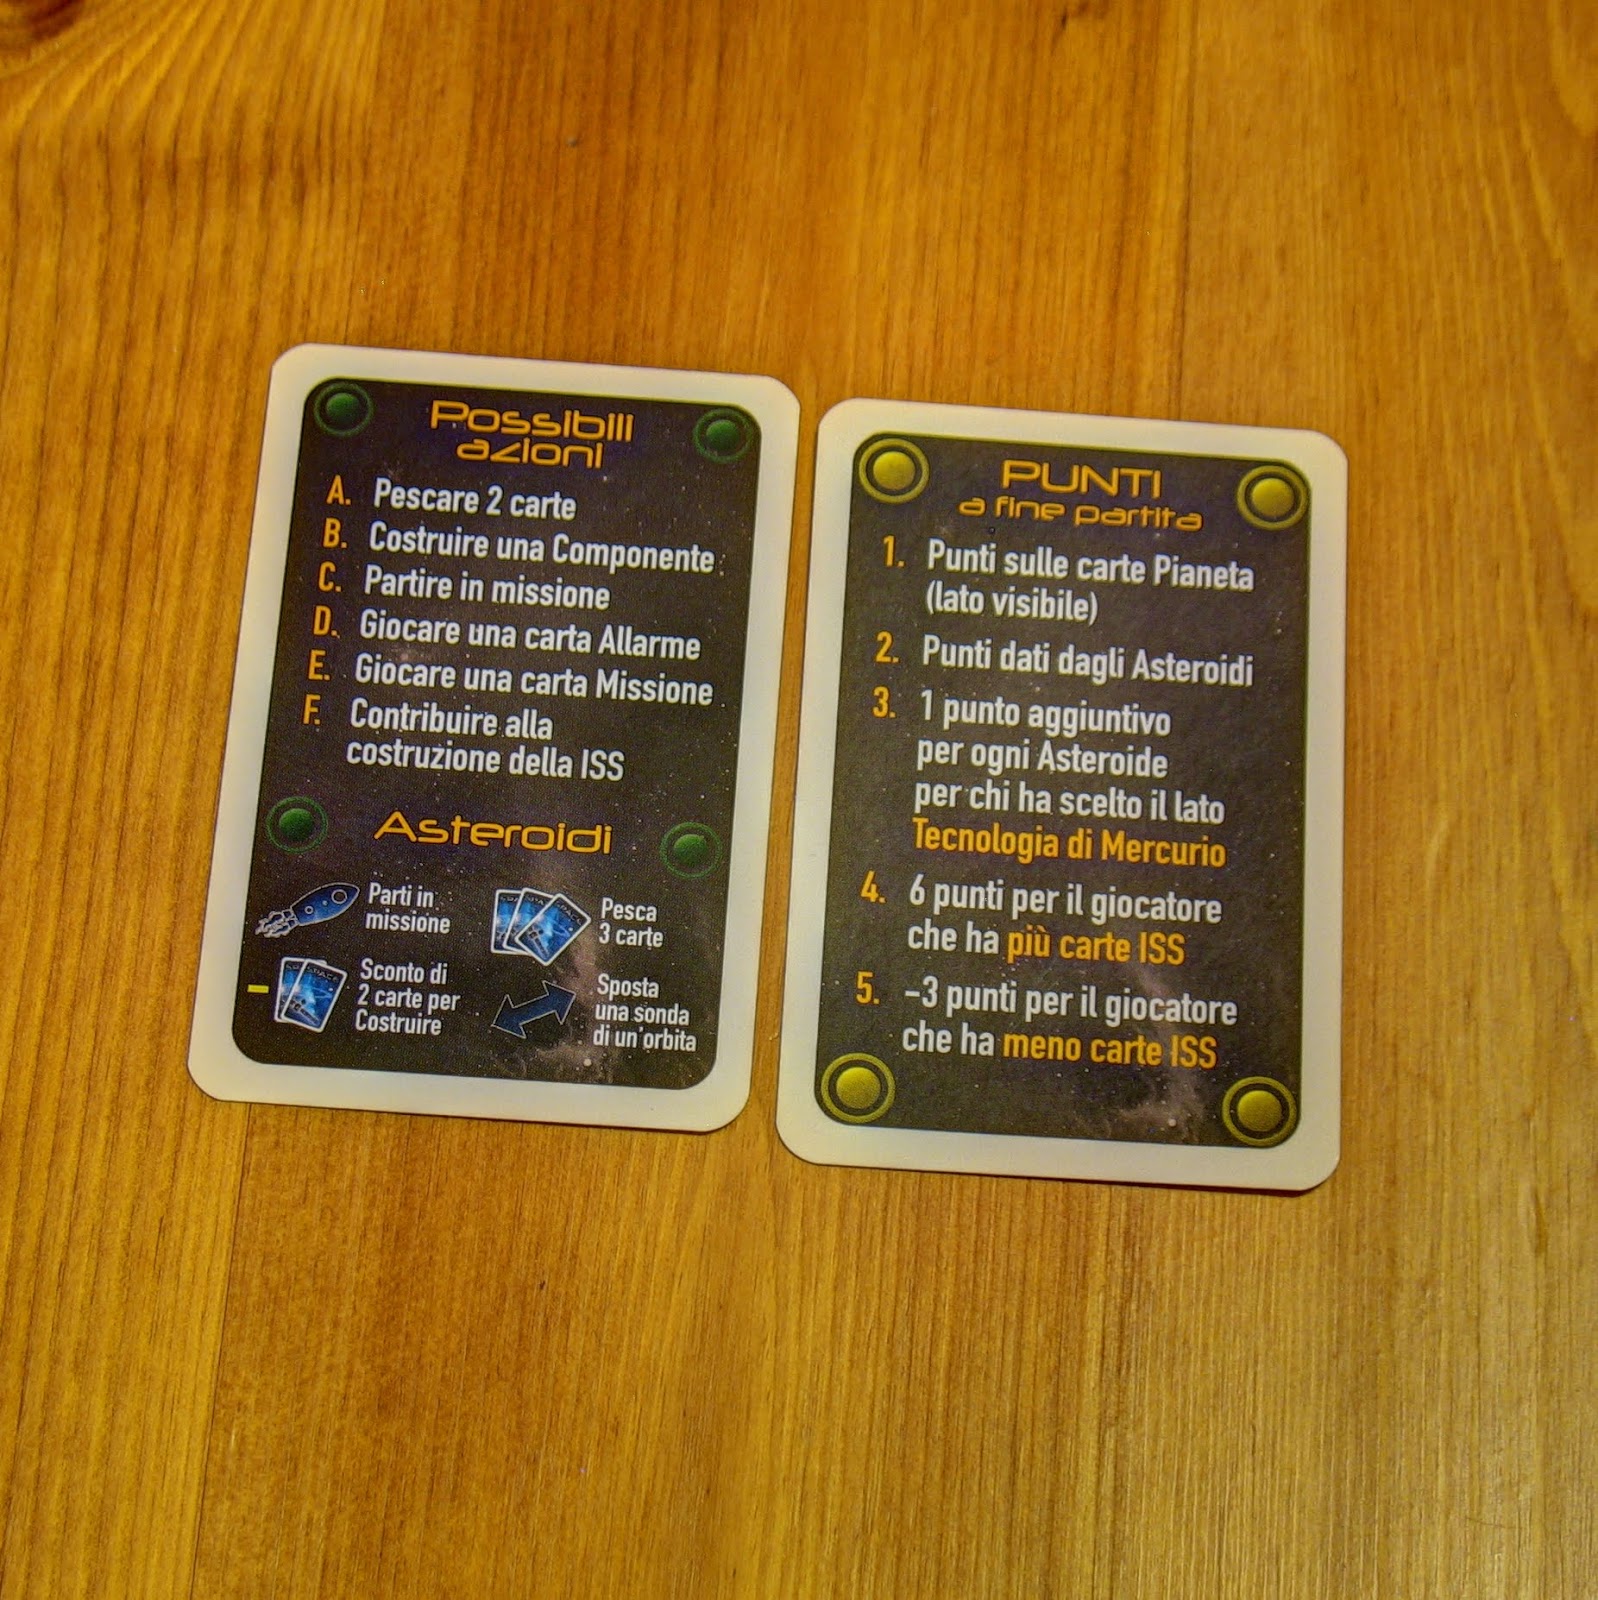 Possibili
azioni
A. Pescare 2 carte
B. Costruire una Componente
C. Partire in missione
D. Giocare una carta Allarme
E. Giocare una carta Missione
F. Contribuire alla
costruzione della ISS
Asteroidi
Parti in
missione
Pesca
3 carte
Sconto di
2 carte per
Costruire
Sposta
una sonda
di un'orbita
PUNTI
a fine partita
1. Punti sulle carte Pianeta
(lato visibile)
2. Punti dati dagli Asteroidi
3. 1 punto aggiuntivo
per ogni Asteroide
per chi ha scelto il lato
Tecnologia di Mercurio
4. 6 punti per il giocatore
che ha più carte ISS
5. –3 punti per il giocatore
che ha meno carte ISS